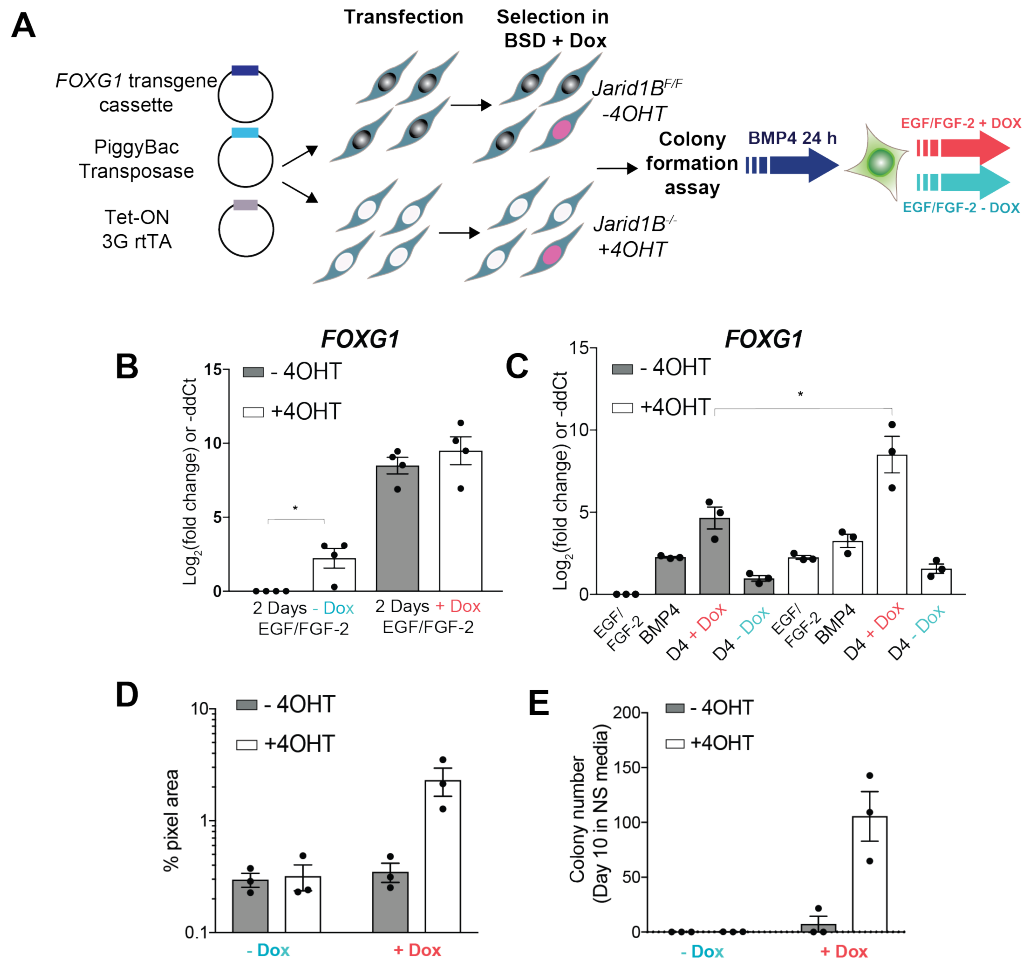 A
Transfection
Selection in
BSD + Dox
FOXG1 transgene
cassette
PiggyBac
Transposase
Tet-ON
3G rtTA
Jarid1B^F/F
-4OHT
Jarid1B^-/-
+4OHT
Colony
formation
assay
BMP4 24 h
EGF/FGF-2 + DOX
EGF/FGF-2 - DOX
B
FOXG1
Log2(fold change) or -ddCt
15
10
5
0
- 4OHT
+4OHT
*
2 Days - Dox
EGF/FGF-2
2 Days + Dox
EGF/FGF-2
C
FOXG1
Log2(fold change) or -ddCt
15
10
5
0
- 4OHT
+4OHT
*
EGF/
FGF-2
BMP4
D4 + Dox
D4 - Dox
EGF/
FGF-2
BMP4
D4 + Dox
D4 - Dox
D
% pixel area
10
1
0.1
- 4OHT
+4OHT
- Dox
+ Dox
E
Colony number
(Day 10 in NS media)
200
150
100
50
0
- 4OHT
+4OHT
- Dox
+ Dox